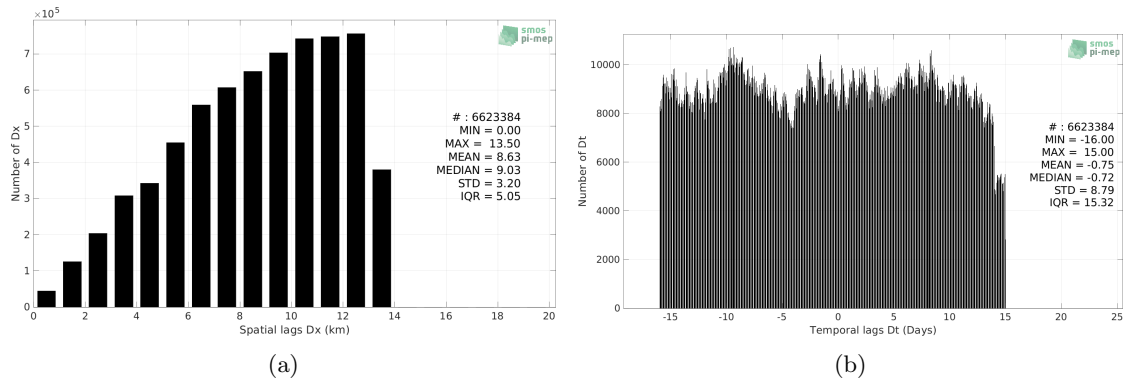 ×10⁵
smos
pi-mep
7
6
5
4
3
2
1
0
Number of Dx
# : 6623384
MIN = 0.00
MAX = 13.50
MEAN = 8.63
MEDIAN = 9.03
STD = 3.20
IQR = 5.05
0 2 4 6 8 10 12 14 16 18 20
Spatial lags Dx (km)
(a)
smos
pi-mep
10000
8000
6000
4000
2000
0
Number of Dt
# : 6623384
MIN = -16.00
MAX = 15.00
MEAN = -0.75
MEDIAN = -0.72
STD = 8.79
IQR = 15.32
-15 -10 -5 0 5 10 15 20 25
Temporal lags Dt (Days)
(b)